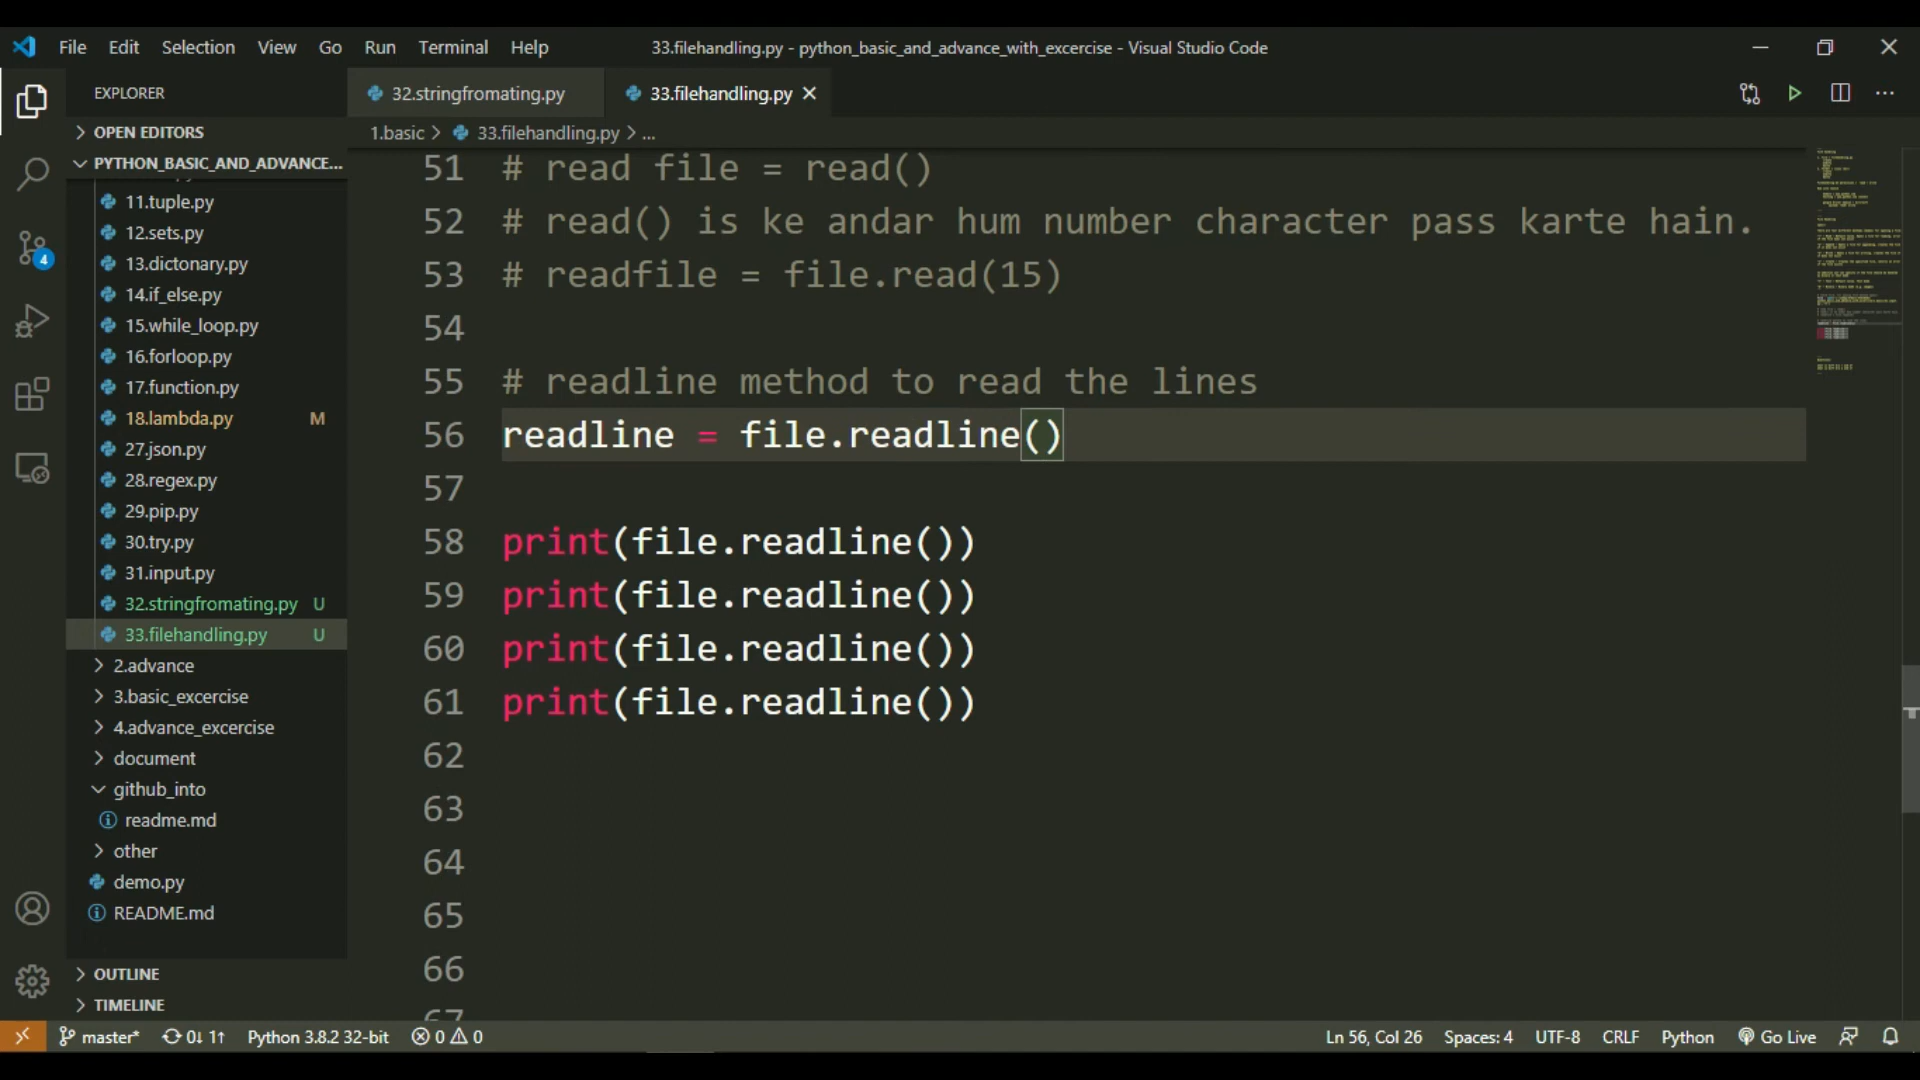 File Edit Selection View Go Run Terminal Help 33.filehandling.py - python_basic_and_advance_with_excercise - Visual Studio Code
EXPLORER
32.stringfromating.py
33.filehandling.py
OPEN EDITORS
PYTHON_BASIC_AND_ADVANCE...
1.basic > 33.filehandling.py > ...
11.tuple.py
12.sets.py
13.dictonary.py
14.if_else.py
15.while_loop.py
16.forloop.py
17.function.py
18.lambda.py M
27.json.py
28.regex.py
29.pip.py
30.try.py
31.input.py
32.stringfromating.py U
33.filehandling.py U
2.advance
3.basic_excercise
4.advance_excercise
document
github_into
readme.md
other
demo.py
README.md
OUTLINE
TIMELINE
4
51 # read file = read()
52 # read() is ke andar hum number character pass karte hain.
53 # readfile = file.read(15)
54
55 # readline method to read the lines
56 readline = file.readline()
57
58 print(file.readline())
59 print(file.readline())
60 print(file.readline())
61 print(file.readline())
62
63
64
65
66
67
master* 0↓ 1↑ Python 3.8.2 32-bit 0 0 Ln 56, Col 26 Spaces: 4 UTF-8 CRLF Python Go Live